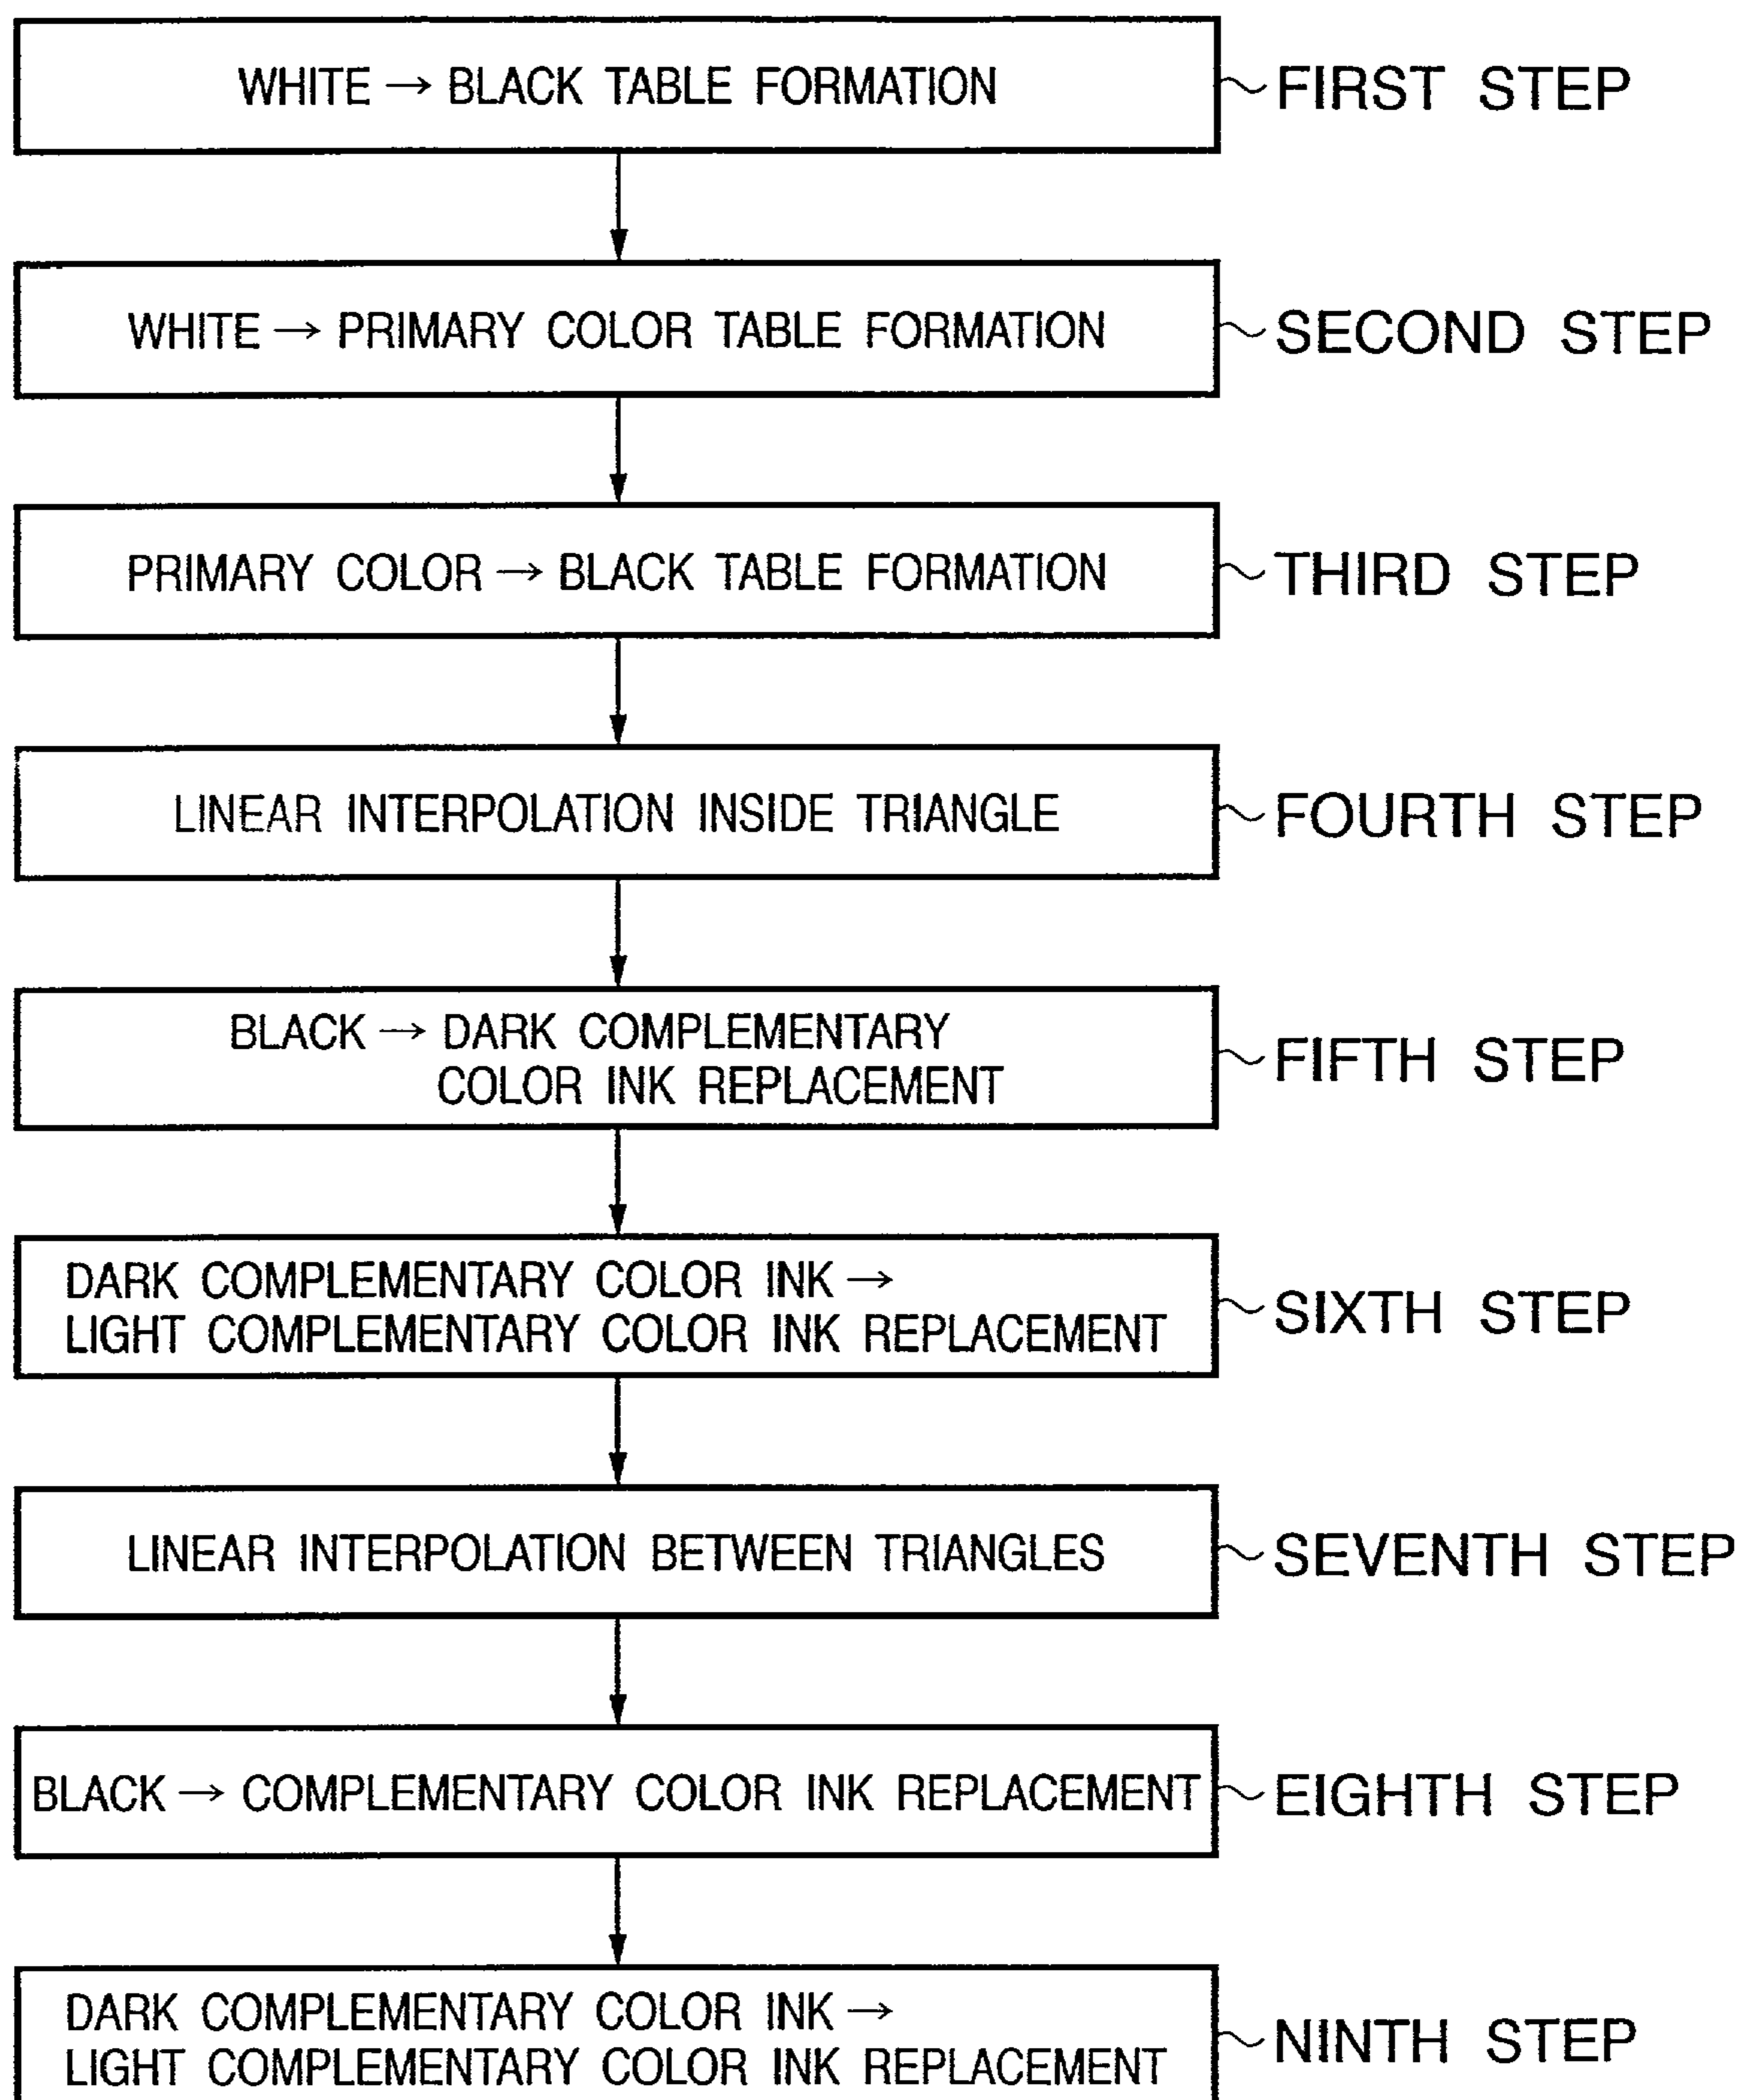 WHITE → BLACK TABLE FORMATION
FIRST STEP
WHITE → PRIMARY COLOR TABLE FORMATION
SECOND STEP
PRIMARY COLOR → BLACK TABLE FORMATION
THIRD STEP
LINEAR INTERPOLATION INSIDE TRIANGLE
FOURTH STEP
BLACK → DARK COMPLEMENTARY
COLOR INK REPLACEMENT
FIFTH STEP
DARK COMPLEMENTARY COLOR INK →
LIGHT COMPLEMENTARY COLOR INK REPLACEMENT
SIXTH STEP
LINEAR INTERPOLATION BETWEEN TRIANGLES
SEVENTH STEP
BLACK → COMPLEMENTARY COLOR INK REPLACEMENT
EIGHTH STEP
DARK COMPLEMENTARY COLOR INK →
LIGHT COMPLEMENTARY COLOR INK REPLACEMENT
NINTH STEP